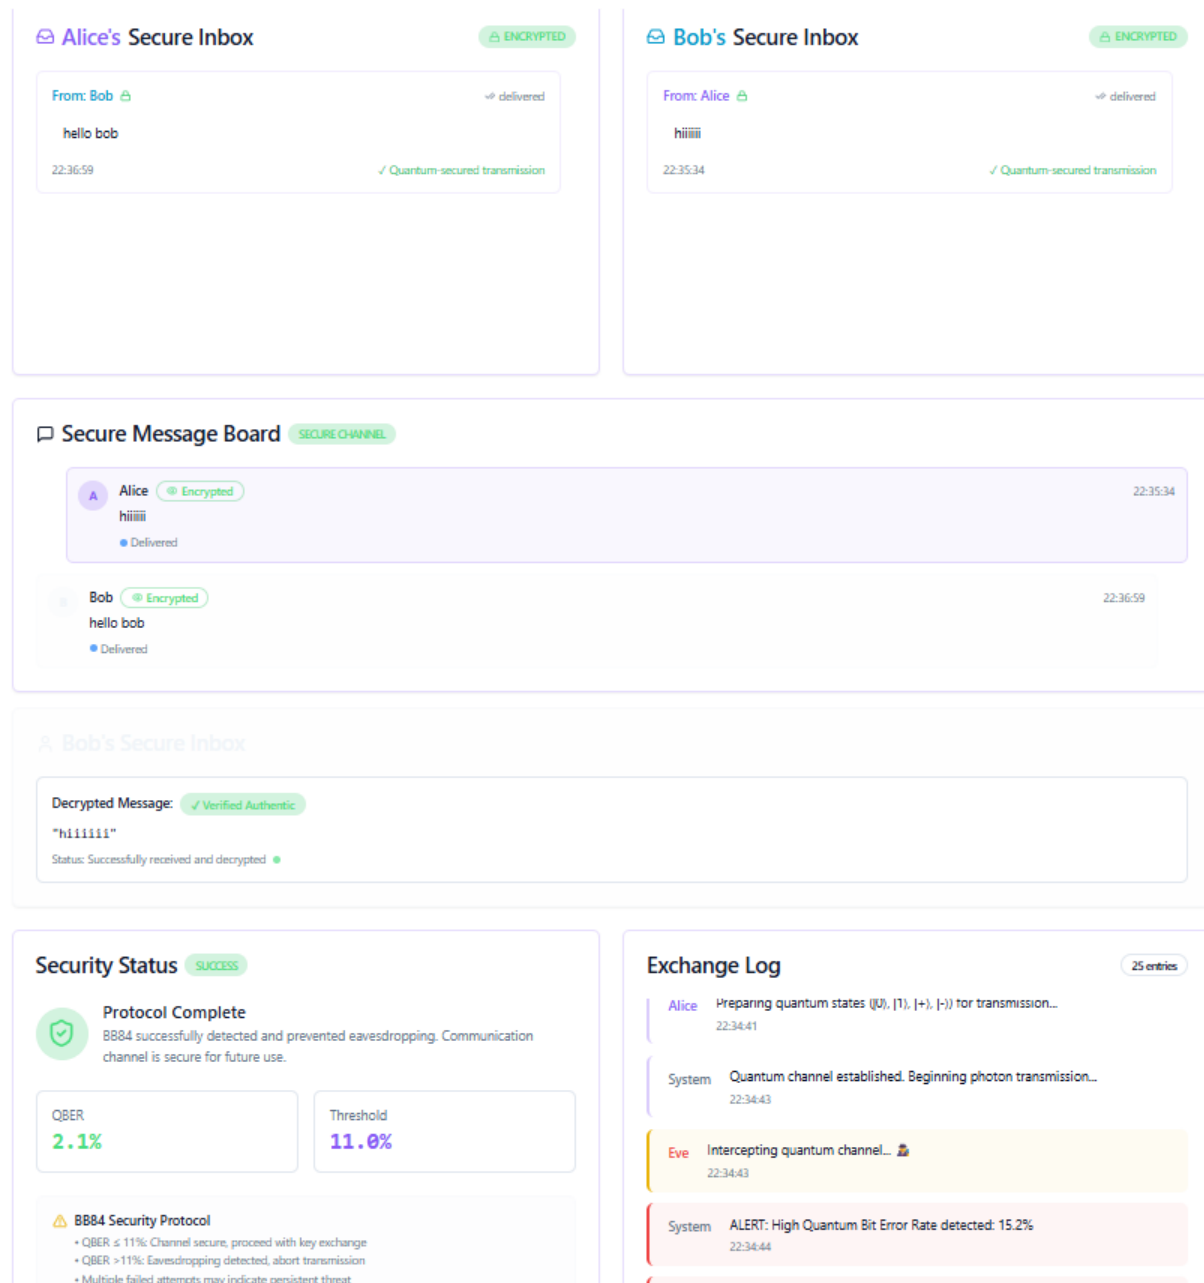 Alice's Secure Inbox
ENCRYPTED
From: Bob
delivered
hello bob
22:36:59
✓ Quantum-secured transmission
Bob's Secure Inbox
ENCRYPTED
From: Alice
delivered
hiiiiii
22:35:34
✓ Quantum-secured transmission
Secure Message Board
SECURE CHANNEL
A
Alice
Encrypted
22:35:34
hiiiiii
Delivered
Bob
Encrypted
22:36:59
hello bob
Delivered
Bob's Secure Inbox
Decrypted Message:
✓ Verified Authentic
"hiiiiii"
Status: Successfully received and decrypted
Security Status
SUCCESS
Protocol Complete
BB84 successfully detected and prevented eavesdropping. Communication
channel is secure for future use.
QBER
2.1%
Threshold
11.0%
BB84 Security Protocol
• QBER ≤ 11%: Channel secure, proceed with key exchange
• QBER >11%: Eavesdropping detected, abort transmission
• Multiple failed attempts may indicate persistent threat
Exchange Log
25 entries
Alice
Preparing quantum states (|0⟩, |1⟩, |+⟩, |-⟩) for transmission...
22:34:41
System
Quantum channel established. Beginning photon transmission...
22:34:43
Eve
Intercepting quantum channel... 🕵️
22:34:43
System
ALERT: High Quantum Bit Error Rate detected: 15.2%
22:34:44